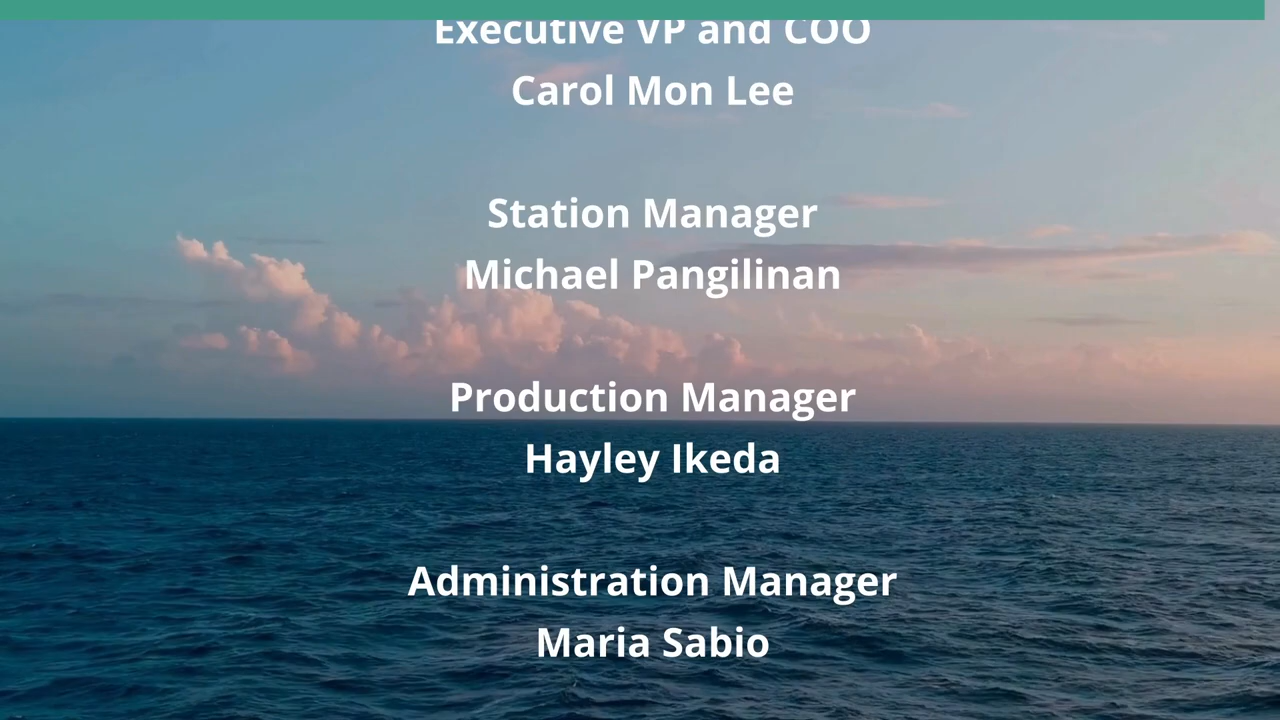 Executive VP and COO
Carol Mon Lee
Station Manager
Michael Pangilinan
Production Manager
Hayley Ikeda
Administration Manager
Maria Sabio